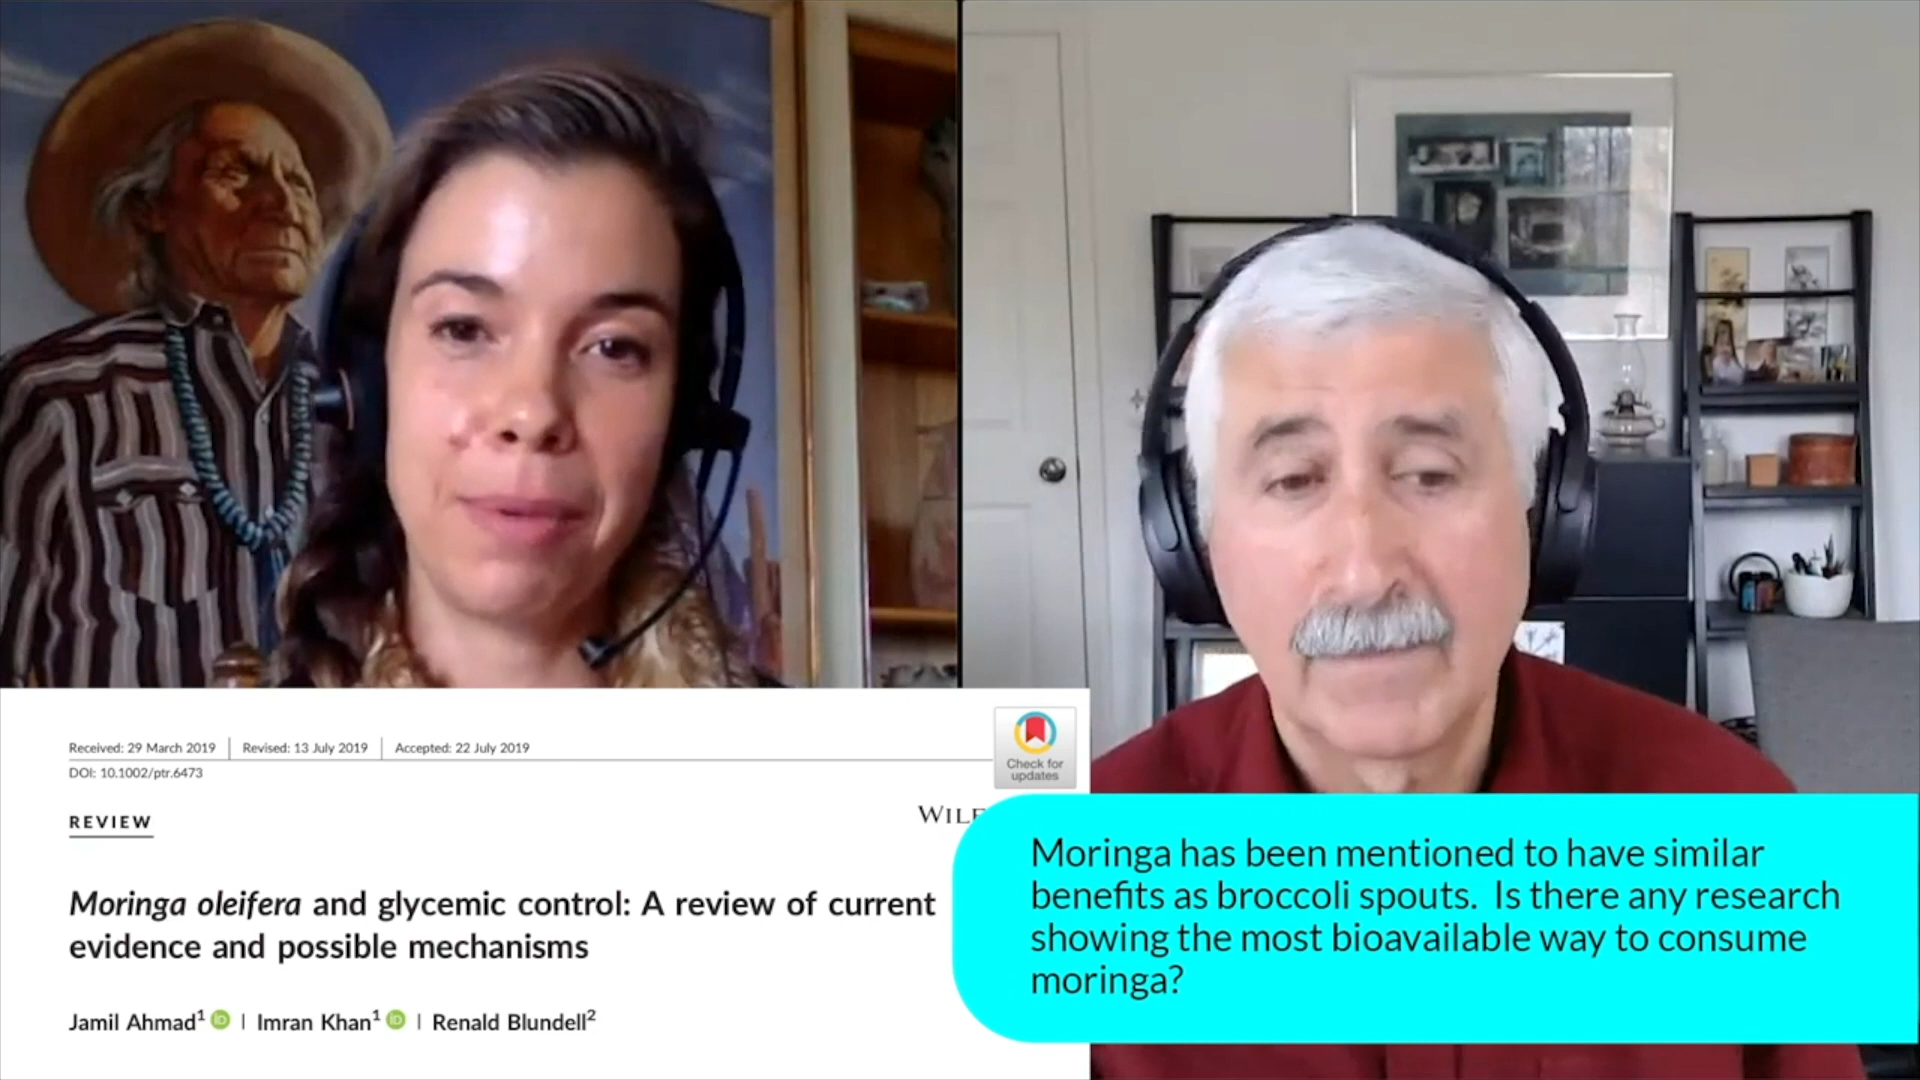 Received: 29 March 2019 | Revised: 13 July 2019 | Accepted: 22 July 2019
DOI: 10.1002/ptr.6473
Check for
updates
REVIEW
Moringa oleifera and glycemic control: A review of current
evidence and possible mechanisms
Jamil Ahmad1 iD | Imran Khan1 iD | Renald Blundell2
Moringa has been mentioned to have similar
benefits as broccoli spouts. Is there any research
showing the most bioavailable way to consume
moringa?